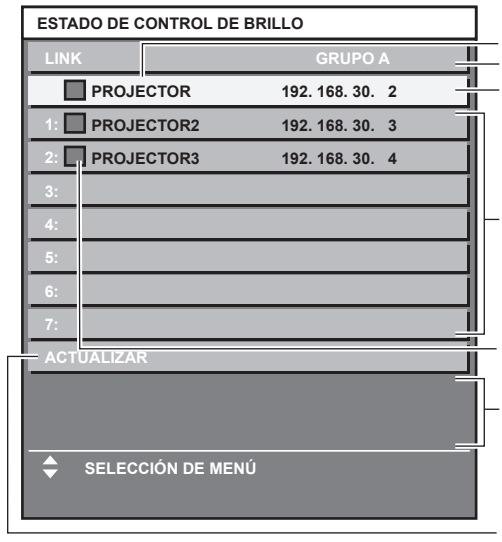 ESTADO DE CONTROL DE BRILLO
LINK GRUPO A
PROJECTOR 192. 168. 30. 2
1: PROJECTOR2 192. 168. 30. 3
2: PROJECTOR3 192. 168. 30. 4
3:
4:
5:
6:
7:
ACTUALIZAR
SELECCIÓN DE MENÚ